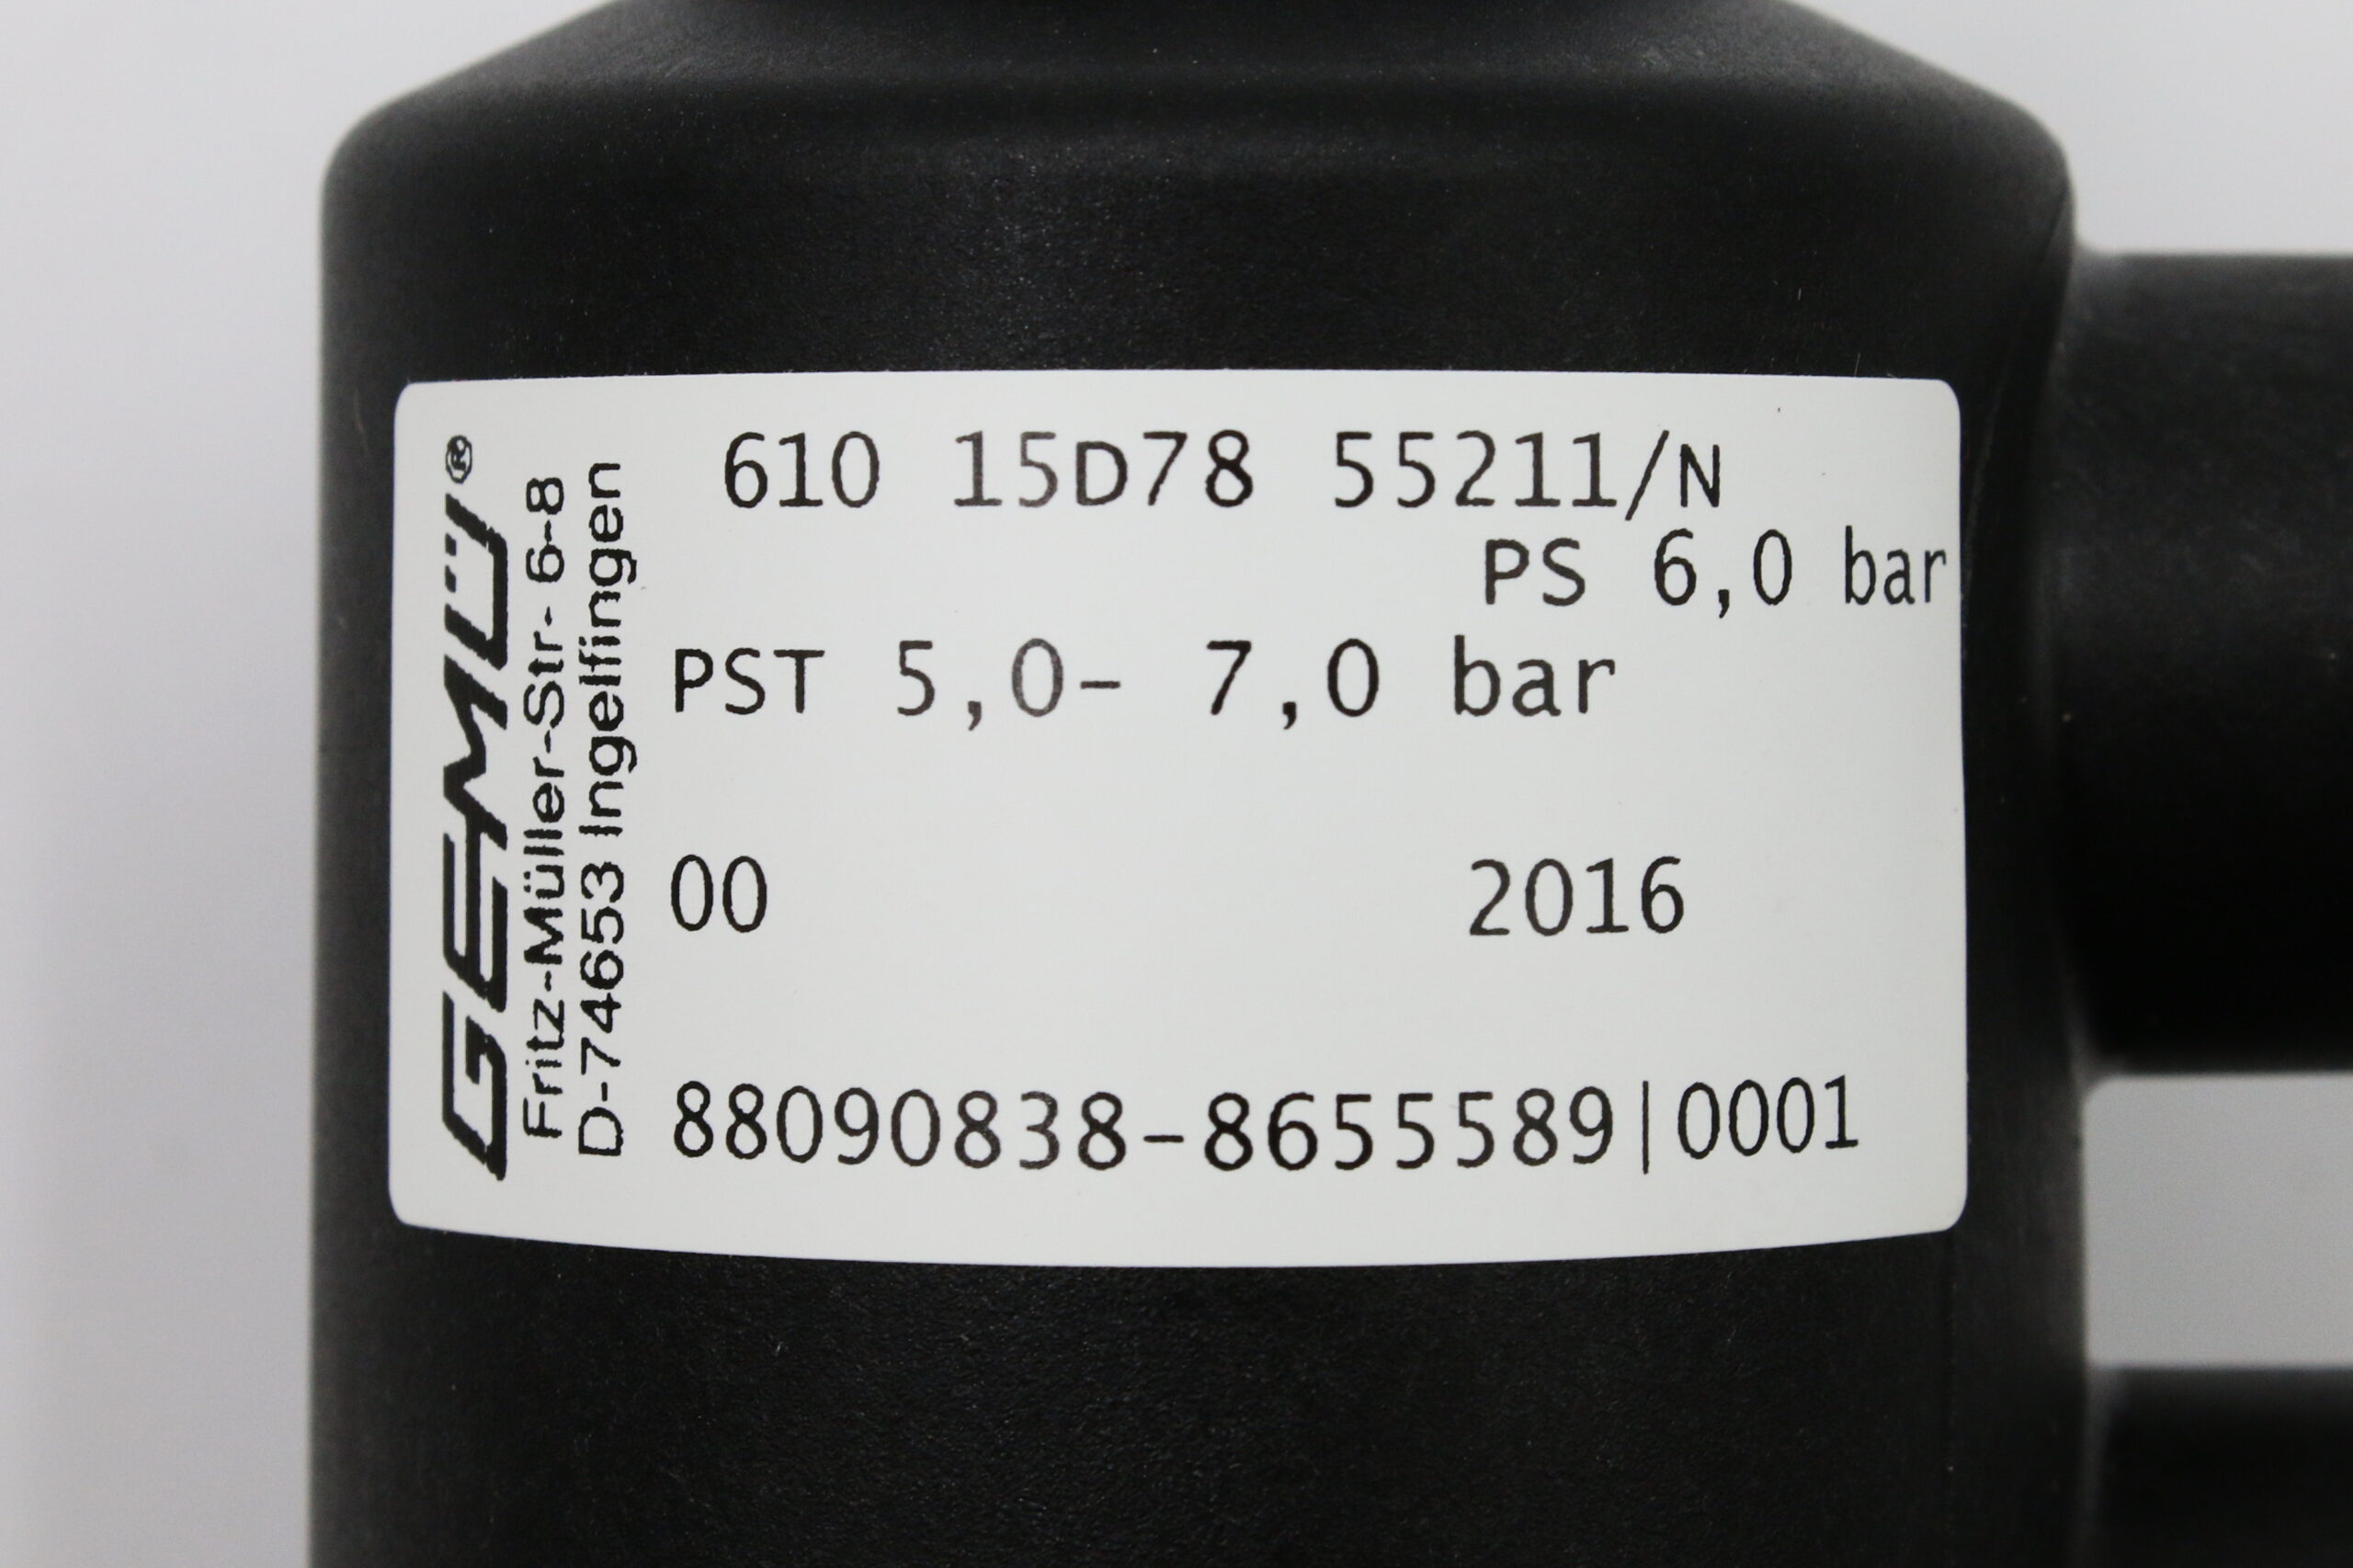 GEMÜ®
Fritz-Müller-Str. 6-8
D-74653 Ingelfingen
610 15D78 55211/N
PS 6,0 bar
PST 5,0- 7,0 bar
00 2016
88090838-8655589|0001